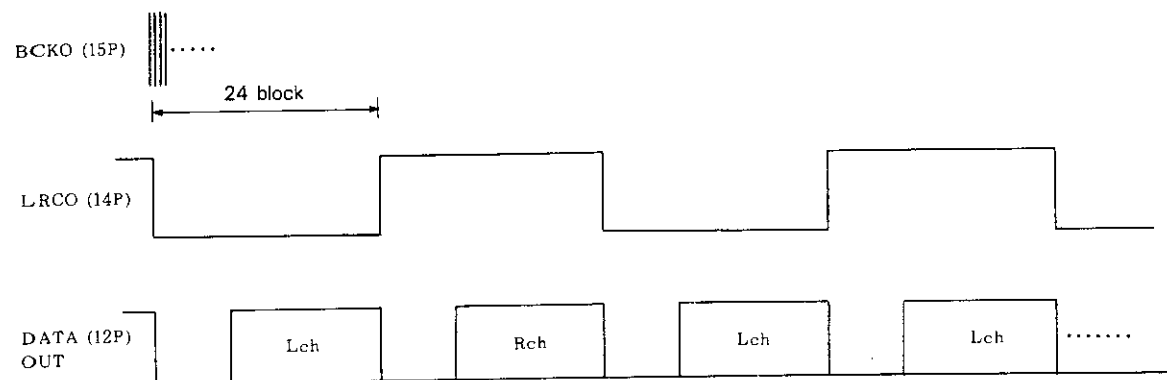 BCKO (15P)
.....
24 block
LRCO (14P)
DATA (12P)
OUT
Lch
Rch
Lch
Lch
.......